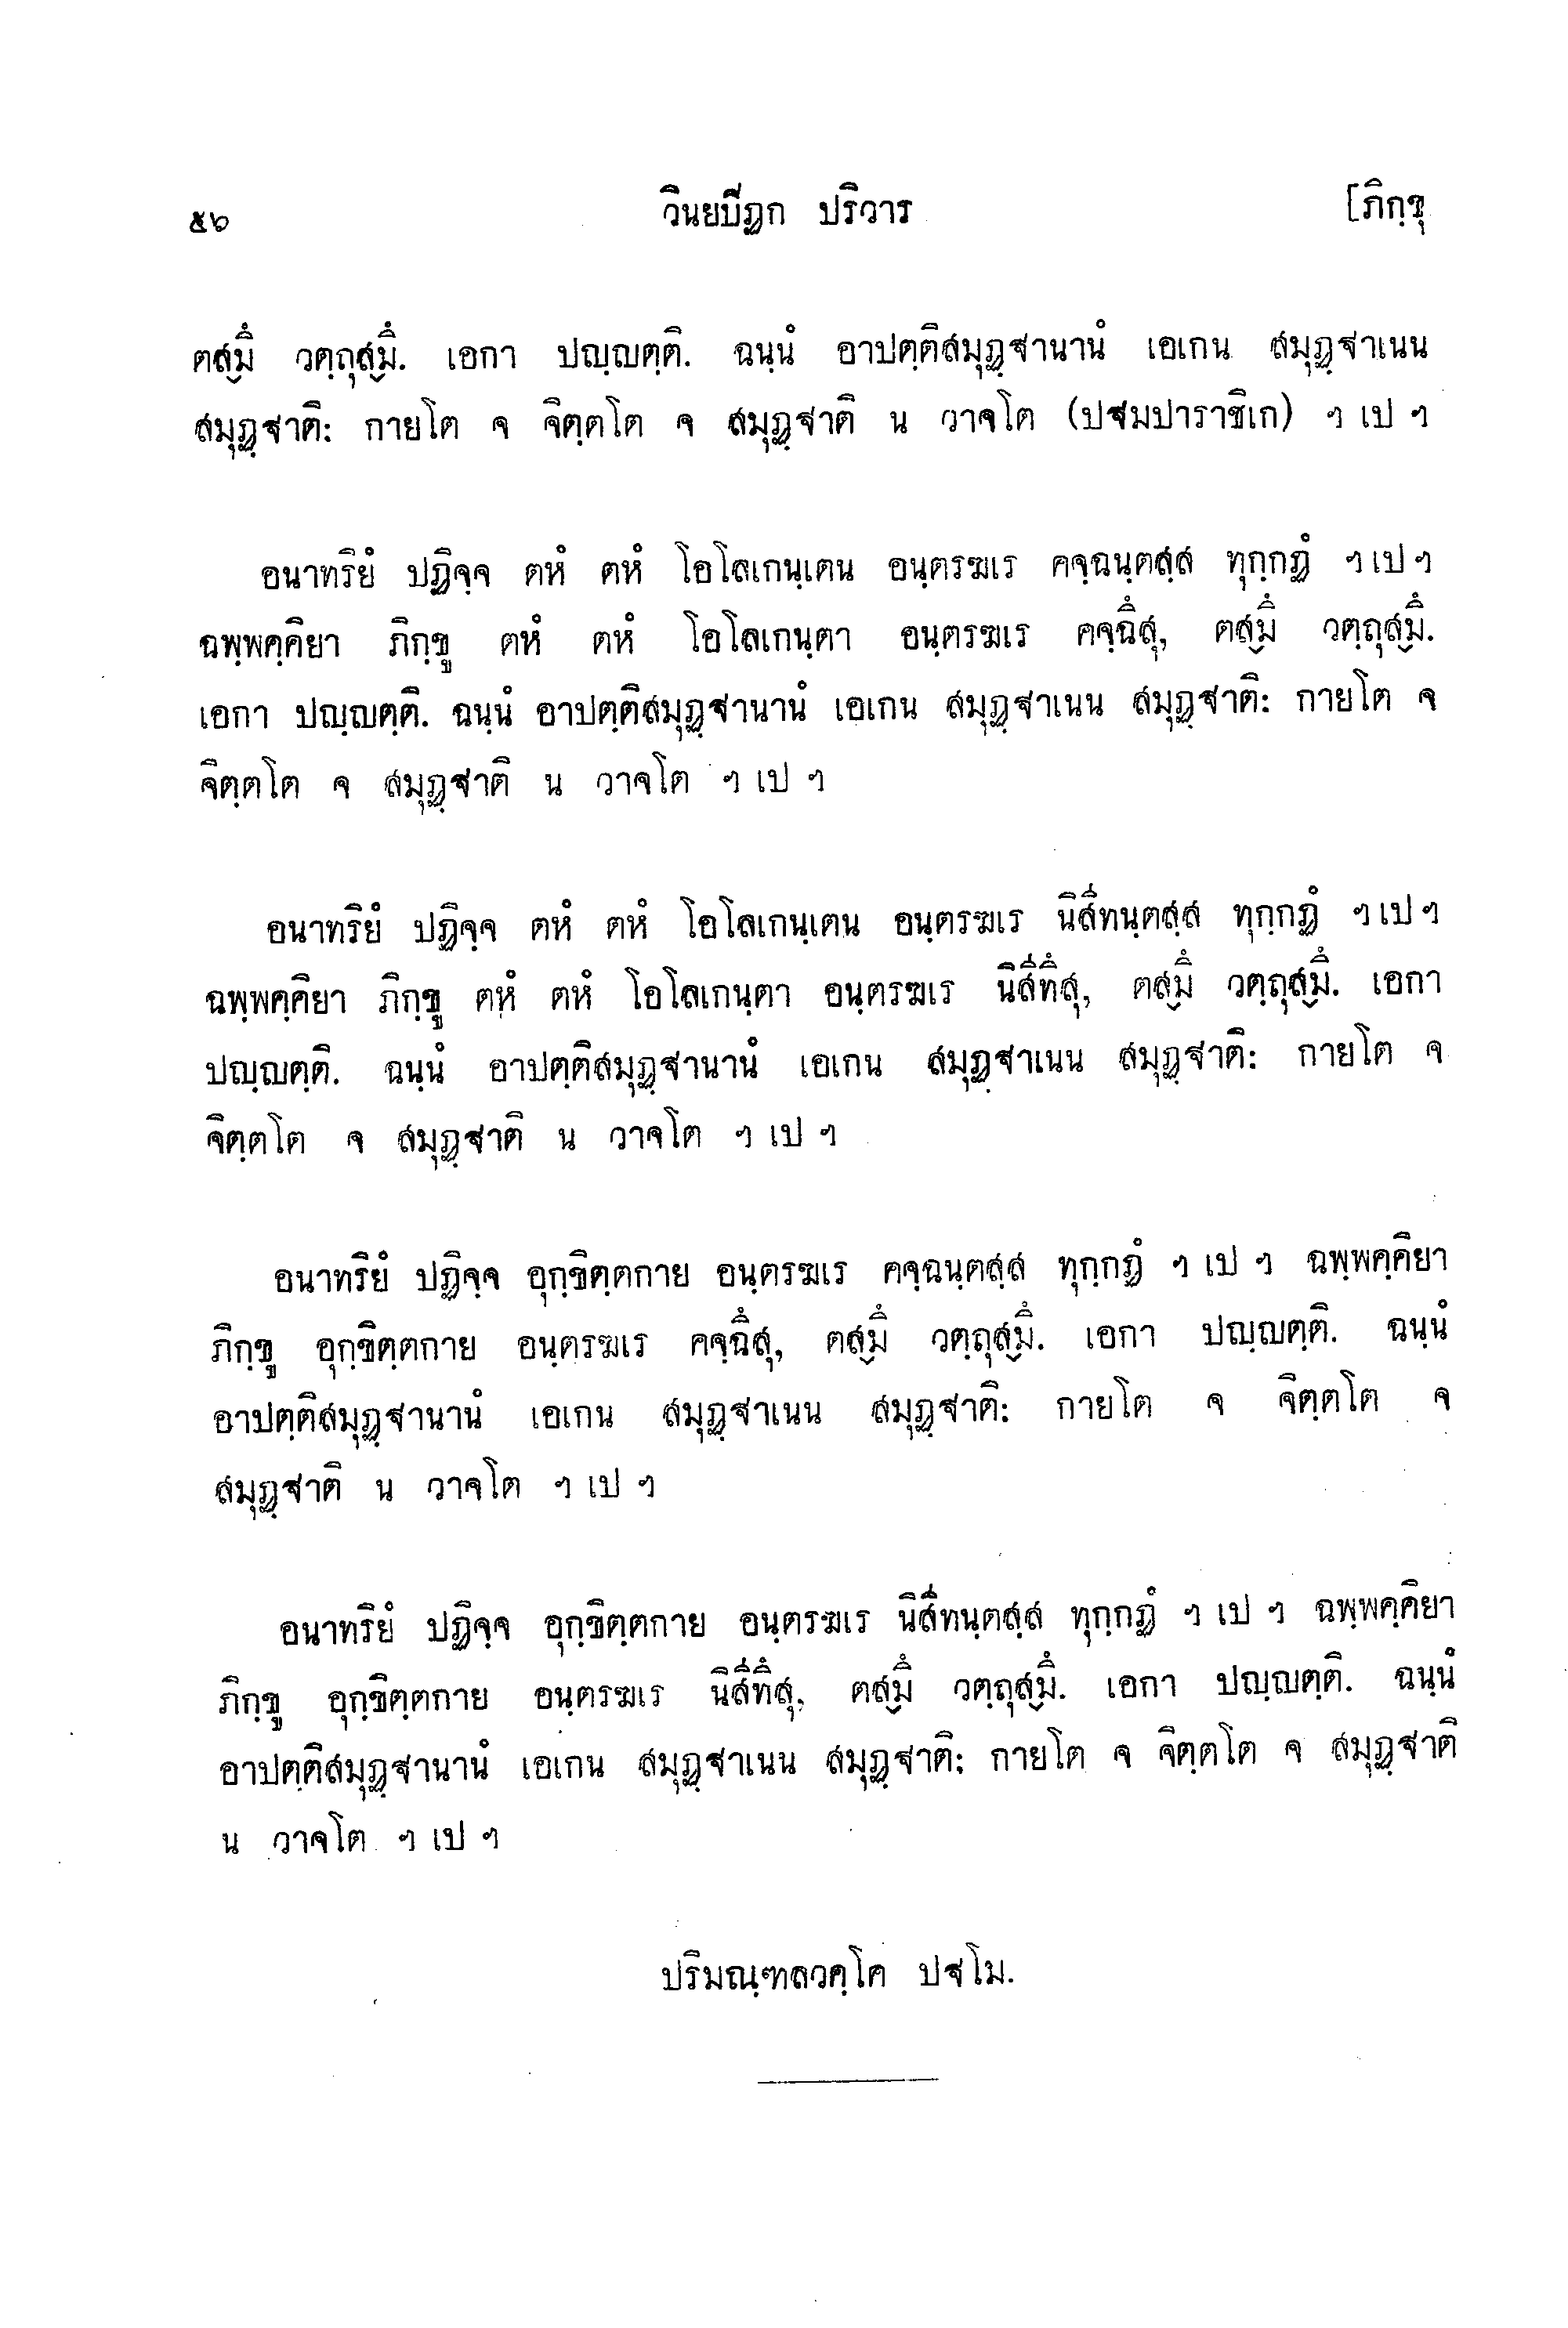 ๕๖ วินยปิฏก ปริวาร [ภิกฺขุ
ตสฺมิํ วตฺถุสฺมิํ. เอกา ปญฺญตฺติ. ฉนฺนํ อาปตฺติสมุฏฺฐานานํ เอเกน สมุฏฺฐาเนน
สมุฏฺฐาติ: กายโต จ จิตฺตโต จ สมุฏฺฐาติ น วาจโต (ปฐมปาราชิเก) ฯ เป ฯ
อนาทริยํ ปฏิจฺจ ตหํ ตหํ โอโลเกนฺเตน อนฺตรฆเร คจฺฉนฺตสฺส ทุกฺกฏํ ฯ เป ฯ
ฉพฺพคฺคิยา ภิกฺขู ตหํ ตหํ โอโลเกนฺตา อนฺตรฆเร คจฺฉิํสุ, ตสฺมิํ วตฺถุสฺมิํ.
เอกา ปญฺญตฺติ. ฉนฺนํ อาปตฺติสมุฏฺฐานานํ เอเกน สมุฏฺฐาเนน สมุฏฺฐาติ: กายโต จ
จิตฺตโต จ สมุฏฺฐาติ น วาจโต ฯ เป ฯ
อนาทริยํ ปฏิจฺจ ตหํ ตหํ โอโลเกนฺเตน อนฺตรฆเร นิสีทนฺตสฺส ทุกฺกฏํ ฯ เป ฯ
ฉพฺพคฺคิยา ภิกฺขู ตหํ ตหํ โอโลเกนฺตา อนฺตรฆเร นิสีทิํสุ, ตสฺมิํ วตฺถุสฺมิํ. เอกา
ปญฺญตฺติ. ฉนฺนํ อาปตฺติสมุฏฺฐานานํ เอเกน สมุฏฺฐาเนน สมุฏฺฐาติ: กายโต จ
จิตฺตโต จ สมุฏฺฐาติ น วาจโต ฯ เป ฯ
อนาทริยํ ปฏิจฺจ อุกฺขิตฺตกาย อนฺตรฆเร คจฺฉนฺตสฺส ทุกฺกฏํ ฯ เป ฯ ฉพฺพคฺคิยา
ภิกฺขู อุกฺขิตฺตกาย อนฺตรฆเร คจฺฉิํสุ, ตสฺมิํ วตฺถุสฺมิํ. เอกา ปญฺญตฺติ. ฉนฺนํ
อาปตฺติสมุฏฺฐานานํ เอเกน สมุฏฺฐาเนน สมุฏฺฐาติ: กายโต จ จิตฺตโต จ
สมุฏฺฐาติ น วาจโต ฯ เป ฯ
อนาทริยํ ปฏิจฺจ อุกฺขิตฺตกาย อนฺตรฆเร นิสีทนฺตสฺส ทุกฺกฏํ ฯ เป ฯ ฉพฺพคฺคิยา
ภิกฺขู อุกฺขิตฺตกาย อนฺตรฆเร นิสีทิํสุ, ตสฺมิํ วตฺถุสฺมิํ. เอกา ปญฺญตฺติ. ฉนฺนํ
อาปตฺติสมุฏฺฐานานํ เอเกน สมุฏฺฐาเนน สมุฏฺฐาติ: กายโต จ จิตฺตโต จ สมุฏฺฐาติ
น วาจโต ฯ เป ฯ
ปริมณฺฑลวคฺโค ปฐโม.